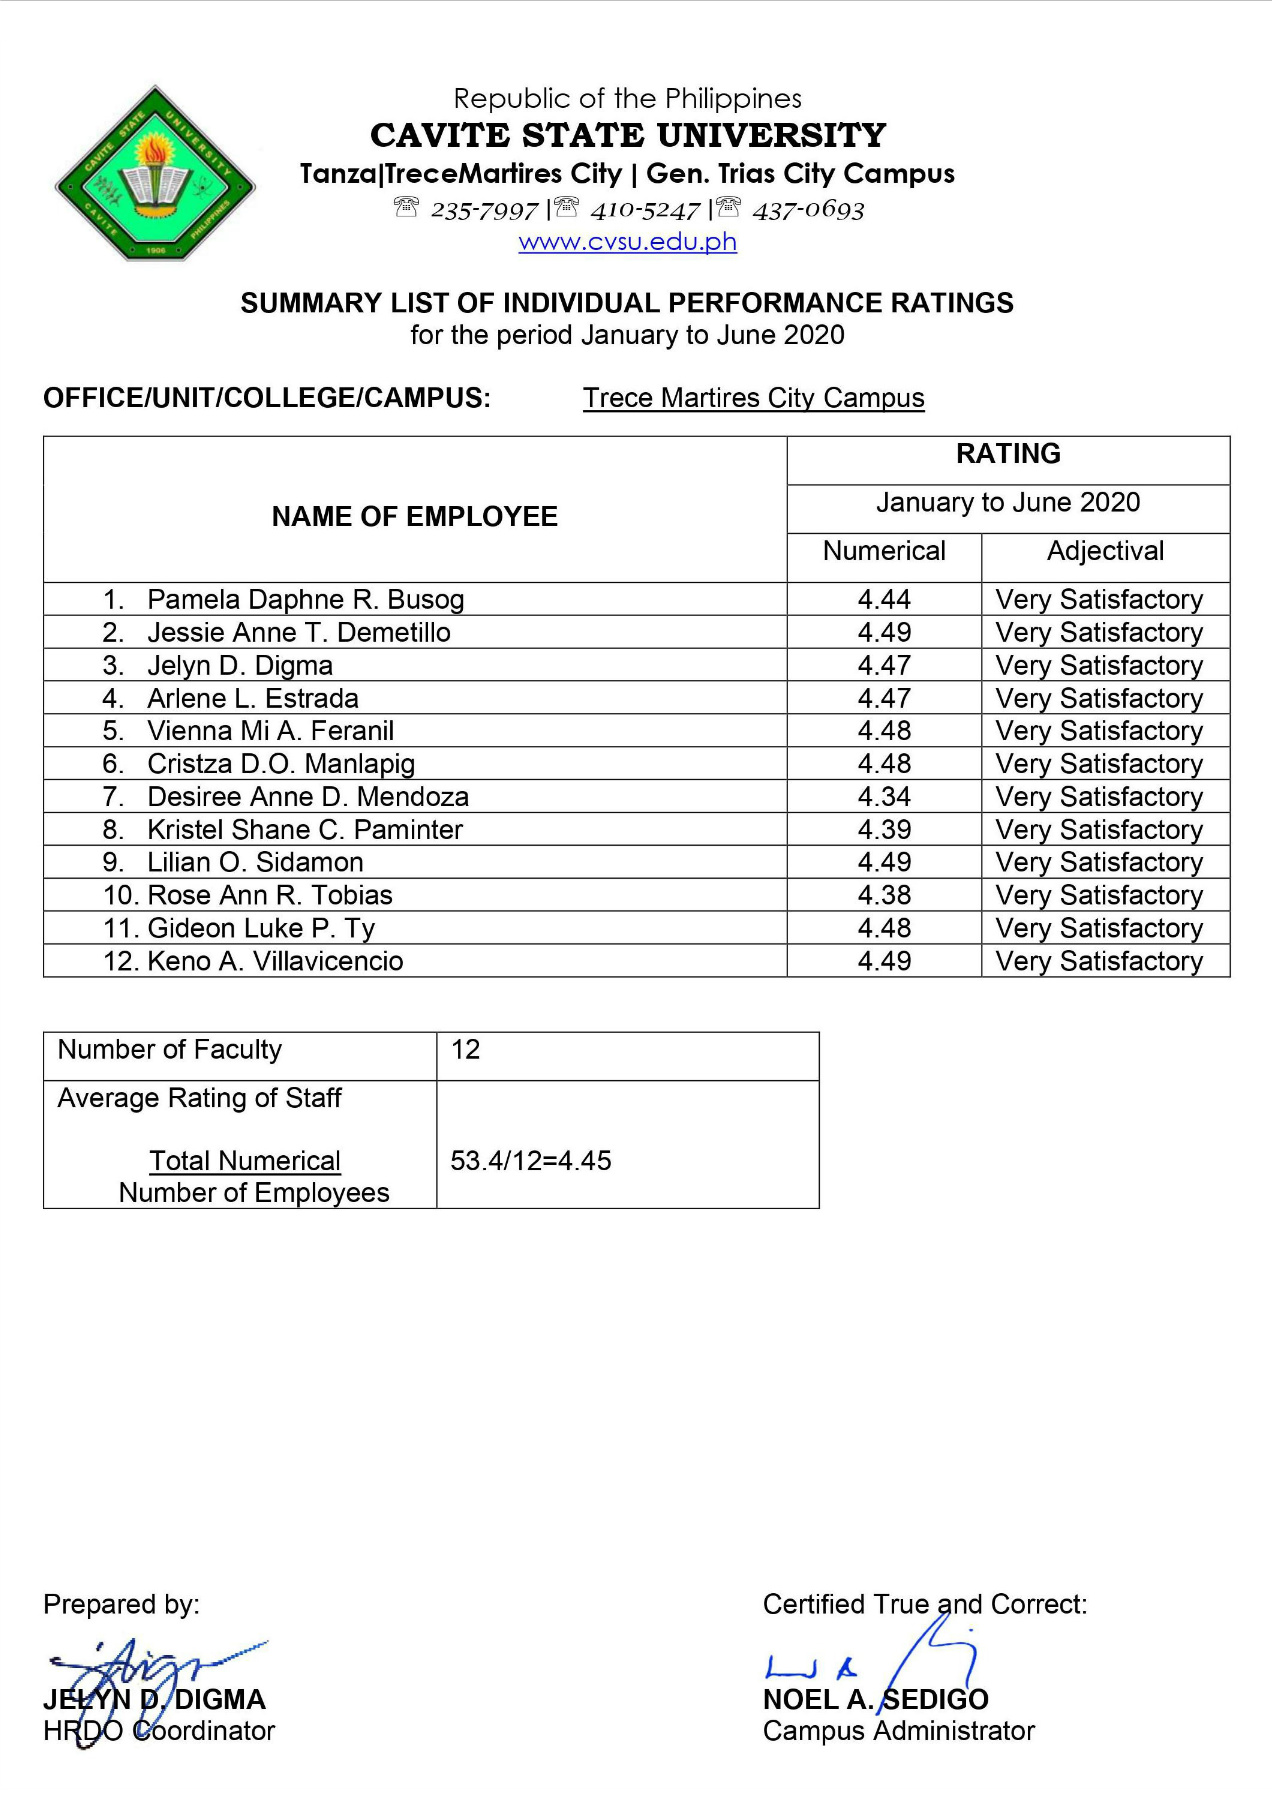 CAVITE STATE UNIVERSITY
CAVITE
PHILIPPINES
1906
Republic of the Philippines
CAVITE STATE UNIVERSITY
Tanza|TreceMartires City | Gen. Trias City Campus
☏ 235-7997 |☏ 410-5247 |☏ 437-0693
www.cvsu.edu.ph
SUMMARY LIST OF INDIVIDUAL PERFORMANCE RATINGS
for the period January to June 2020
OFFICE/UNIT/COLLEGE/CAMPUS: Trece Martires City Campus
RATING
January to June 2020
NAME OF EMPLOYEE
Numerical Adjectival
1. Pamela Daphne R. Busog 4.44 Very Satisfactory
2. Jessie Anne T. Demetillo 4.49 Very Satisfactory
3. Jelyn D. Digma 4.47 Very Satisfactory
4. Arlene L. Estrada 4.47 Very Satisfactory
5. Vienna Mi A. Feranil 4.48 Very Satisfactory
6. Cristza D.O. Manlapig 4.48 Very Satisfactory
7. Desiree Anne D. Mendoza 4.34 Very Satisfactory
8. Kristel Shane C. Paminter 4.39 Very Satisfactory
9. Lilian O. Sidamon 4.49 Very Satisfactory
10. Rose Ann R. Tobias 4.38 Very Satisfactory
11. Gideon Luke P. Ty 4.48 Very Satisfactory
12. Keno A. Villavicencio 4.49 Very Satisfactory
Number of Faculty 12
Average Rating of Staff
Total Numerical 53.4/12=4.45
Number of Employees
Prepared by: Certified True and Correct:
JELYN D. DIGMA NOEL A. SEDIGO
HRDO Coordinator Campus Administrator